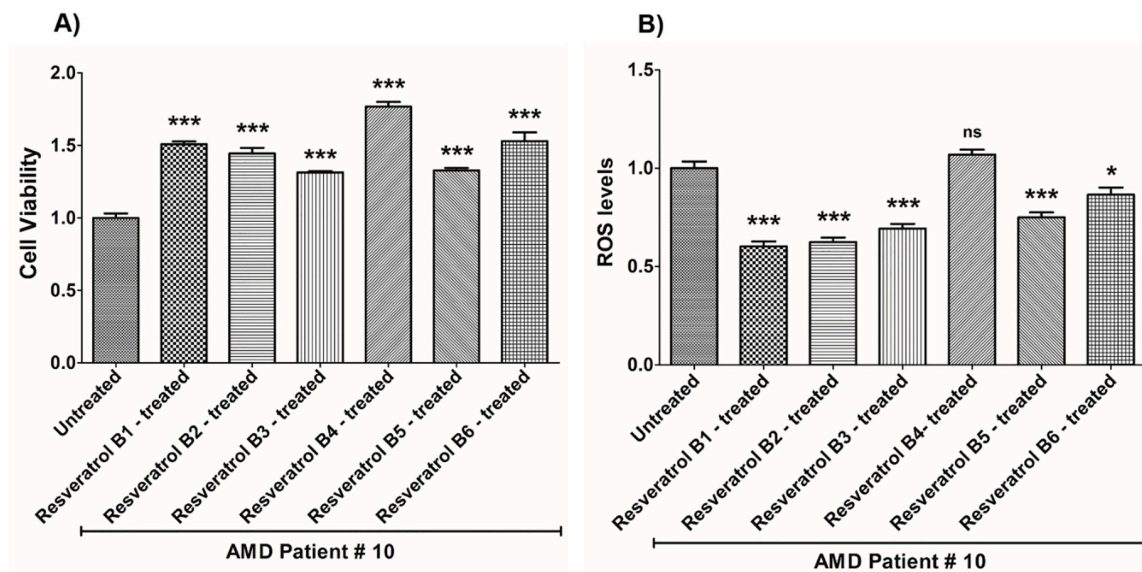 A)
Cell Viability
2.0
1.5
1.0
0.5
0.0
***
***
***
***
***
***
Untreated
Resveratrol B1 - treated
Resveratrol B2 - treated
Resveratrol B3 - treated
Resveratrol B4 - treated
Resveratrol B5 - treated
Resveratrol B6 - treated
AMD Patient # 10
B)
ROS levels
1.5
1.0
0.5
0.0
***
***
***
ns
***
*
Untreated
Resveratrol B1 - treated
Resveratrol B2 - treated
Resveratrol B3 - treated
Resveratrol B4- treated
Resveratrol B5 - treated
Resveratrol B6 - treated
AMD Patient # 10